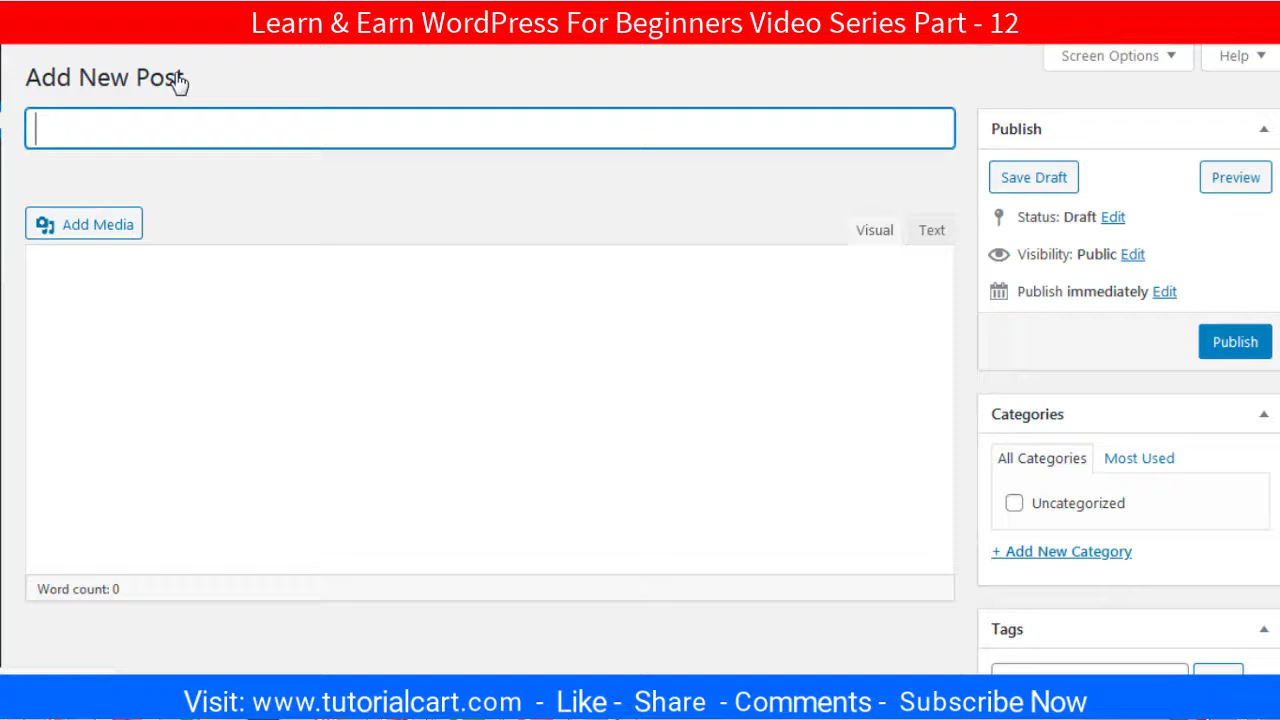 Learn & Earn WordPress For Beginners Video Series Part - 12
Screen Options
Help
Add New Post
Publish
Save Draft
Preview
Add Media
Visual
Text
Status: Draft Edit
Visibility: Public Edit
Publish immediately Edit
Publish
Categories
All Categories
Most Used
Uncategorized
+ Add New Category
Word count: 0
Tags
Visit: www.tutorialcart.com - Like - Share - Comments - Subscribe Now